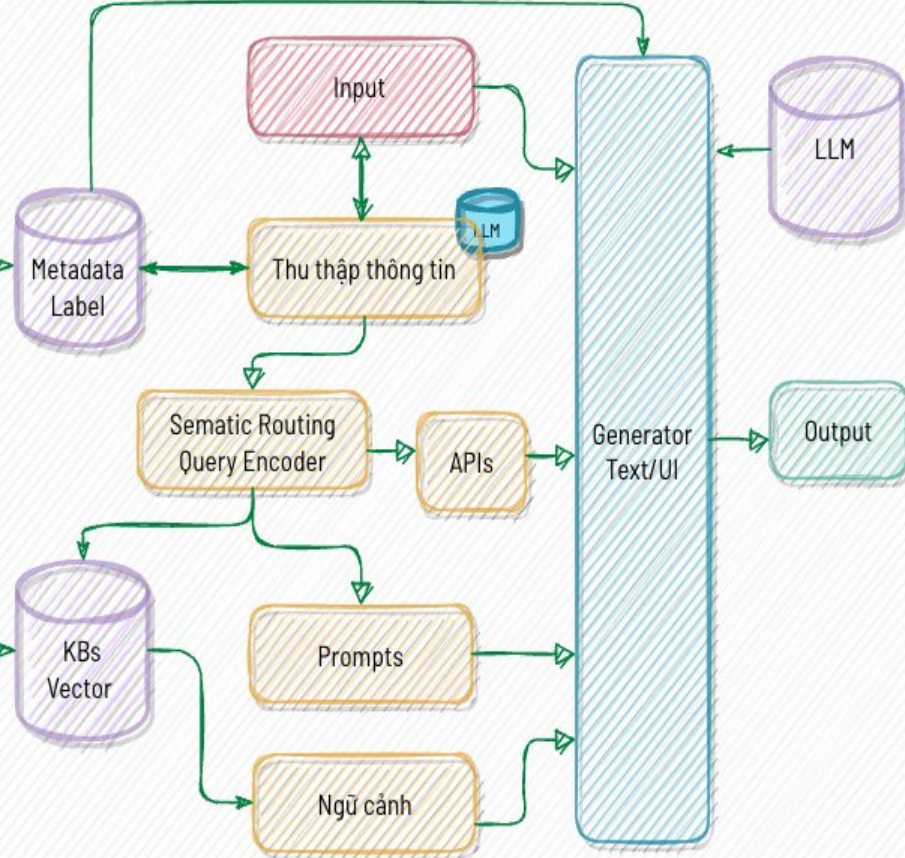 Input
LLM
LLM
Metadada
Label
Thu thập thông tin
Sematic Routing
Query Encoder
APIs
Generator
Text/UI
Output
KBs
Vector
Prompts
Ngữ cảnh